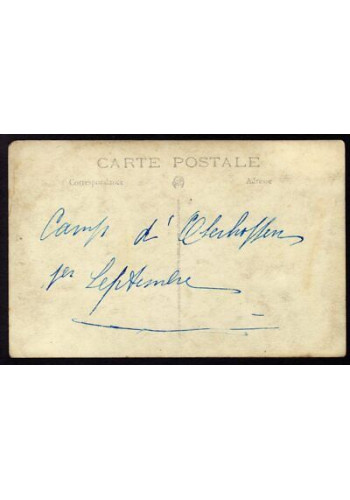 CARTE POSTALE
Correspondance Adresse
Camp d'Oberhoffen
1er Septembre